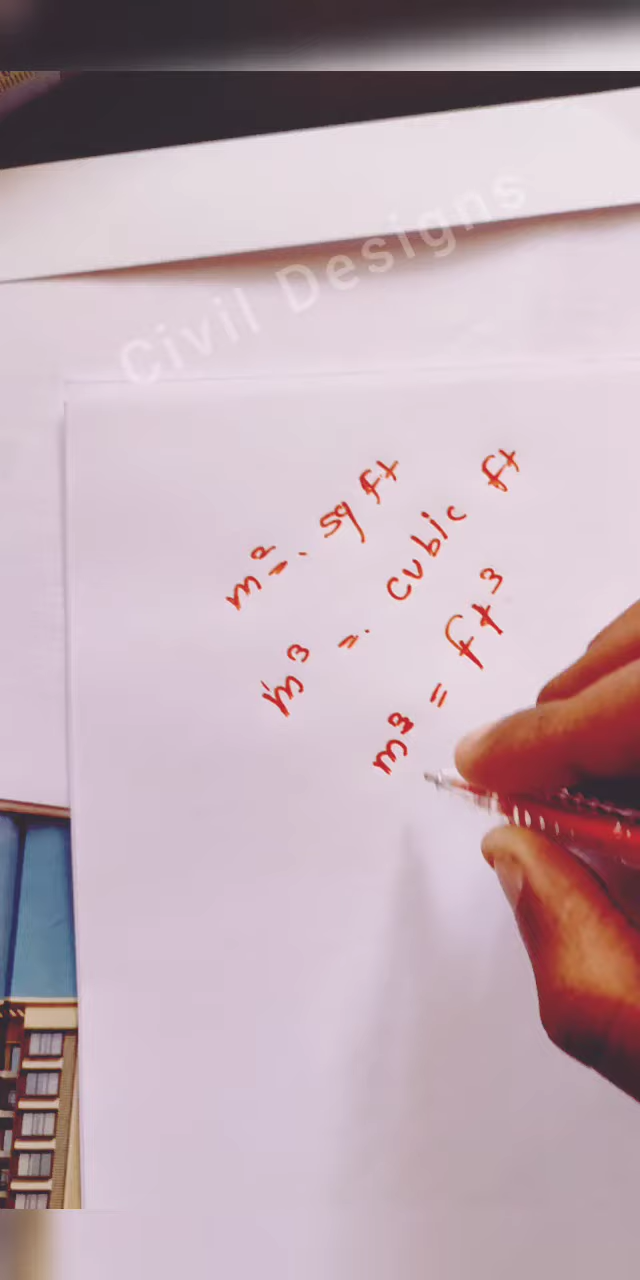 Civil Designs
m² =. sq ft
m³ =. cubic ft
m³ = ft³